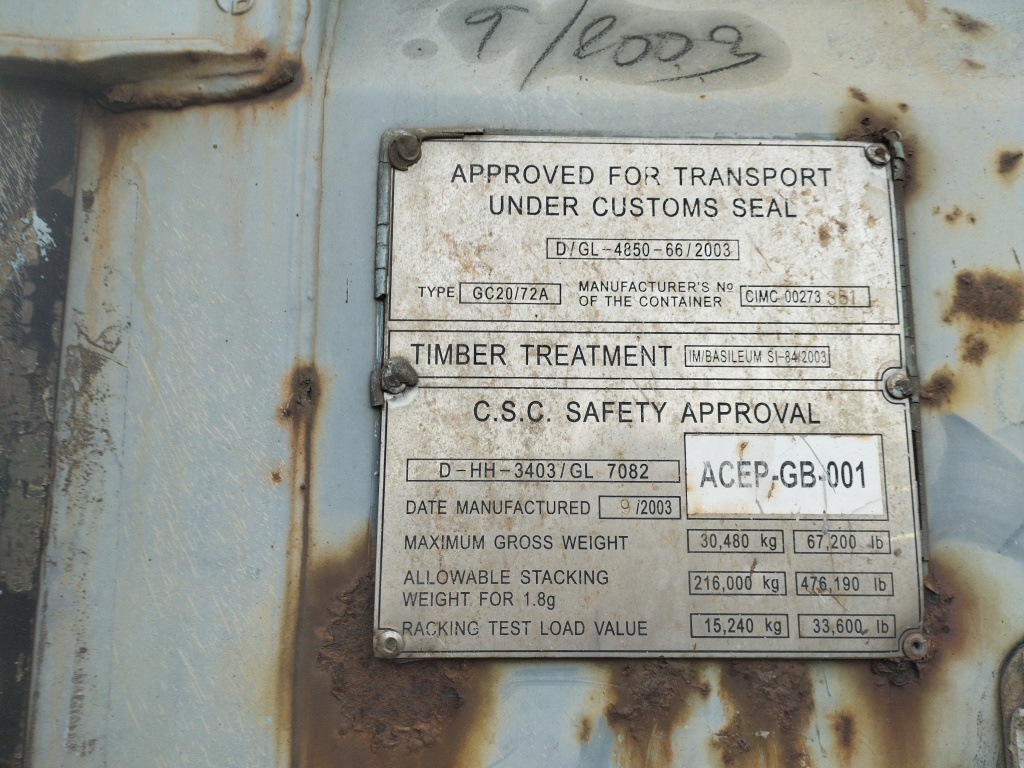 9/2003
APPROVED FOR TRANSPORT
UNDER CUSTOMS SEAL
D/GL-4850-66/2003
TYPE GC20/72A MANUFACTURER'S Nº OF THE CONTAINER CIMC 00273 351
TIMBER TREATMENT IM/BASILEUM SI-84/2003
C.S.C. SAFETY APPROVAL
D-HH-3403/GL 7082
ACEP-GB-001
DATE MANUFACTURED 9/2003
MAXIMUM GROSS WEIGHT 30,480 kg 67,200 lb
ALLOWABLE STACKING
WEIGHT FOR 1.8g 216,000 kg 476,190 lb
RACKING TEST LOAD VALUE 15,240 kg 33,600 lb